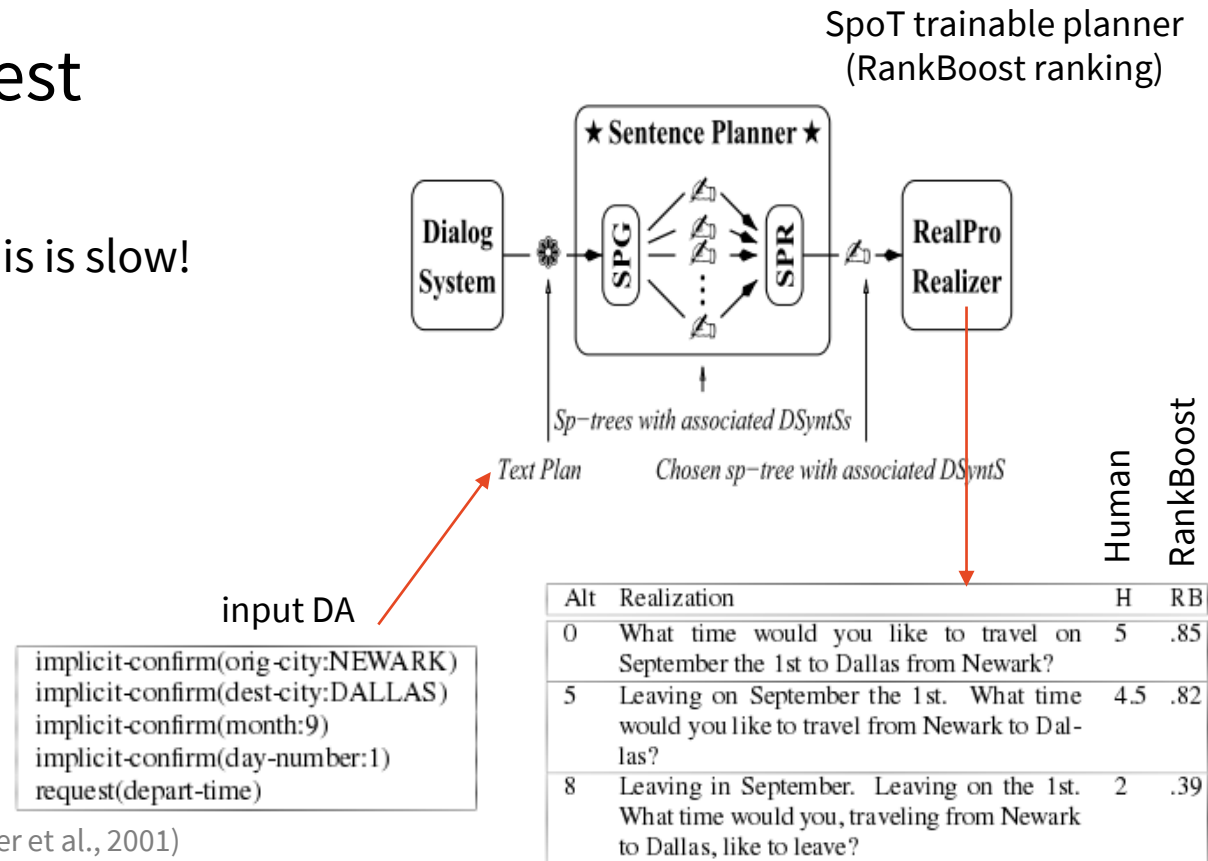 est
SpoT trainable planner
(RankBoost ranking)
is is slow!
★ Sentence Planner ★
Dialog
System
SPG
SPR
RealPro
Realizer
Sp-trees with associated DSyntSs
Text Plan
Chosen sp-tree with associated DSyntS
Human
RankBoost
input DA
implicit-confirm(orig-city:NEWARK)
implicit-confirm(dest-city:DALLAS)
implicit-confirm(month:9)
implicit-confirm(day-number:1)
request(depart-time)
Alt Realization H RB
0 What time would you like to travel on 5 .85
September the 1st to Dallas from Newark?
5 Leaving on September the 1st. What time 4.5 .82
would you like to travel from Newark to Dal-
las?
8 Leaving in September. Leaving on the 1st. 2 .39
What time would you, traveling from Newark
to Dallas, like to leave?
er et al., 2001)